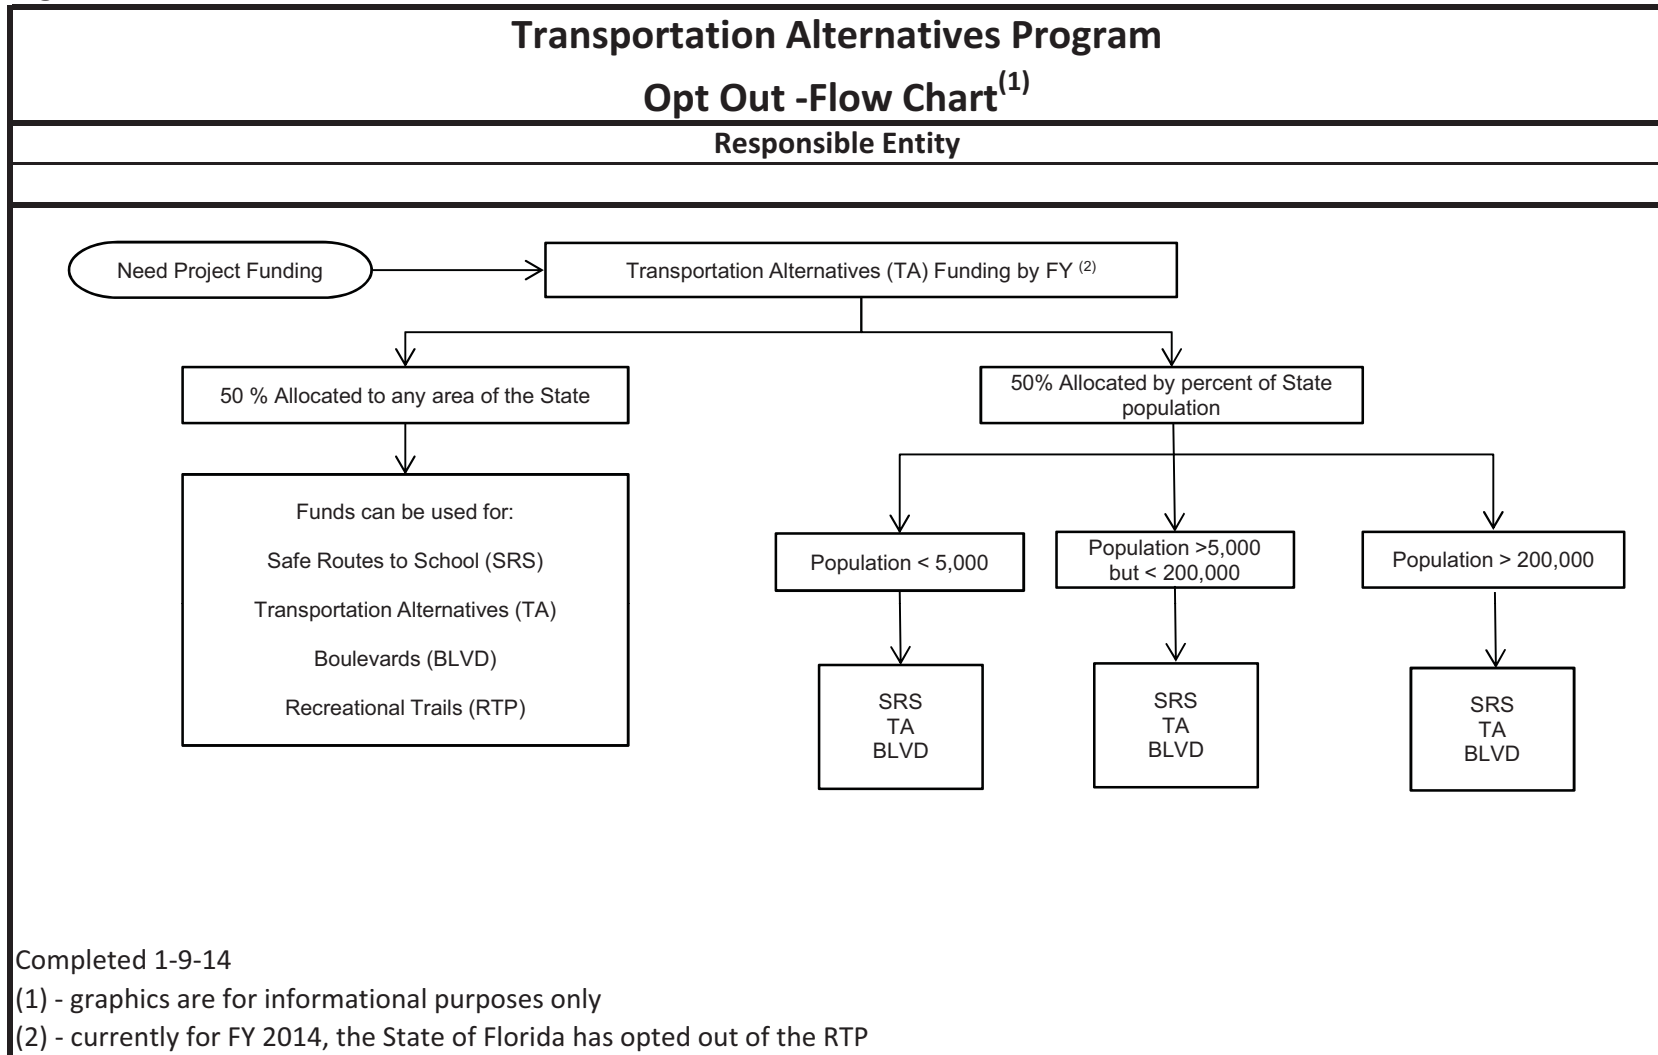 Transportation Alternatives Program
Opt Out -Flow Chart(1)
Responsible Entity
Need Project Funding
Transportation Alternatives (TA) Funding by FY (2)
50 % Allocated to any area of the State
50% Allocated by percent of State
population
Funds can be used for:
Safe Routes to School (SRS)
Transportation Alternatives (TA)
Boulevards (BLVD)
Recreational Trails (RTP)
Population < 5,000
Population >5,000
but < 200,000
Population > 200,000
SRS
TA
BLVD
SRS
TA
BLVD
SRS
TA
BLVD
Completed 1-9-14
(1) - graphics are for informational purposes only
(2) - currently for FY 2014, the State of Florida has opted out of the RTP